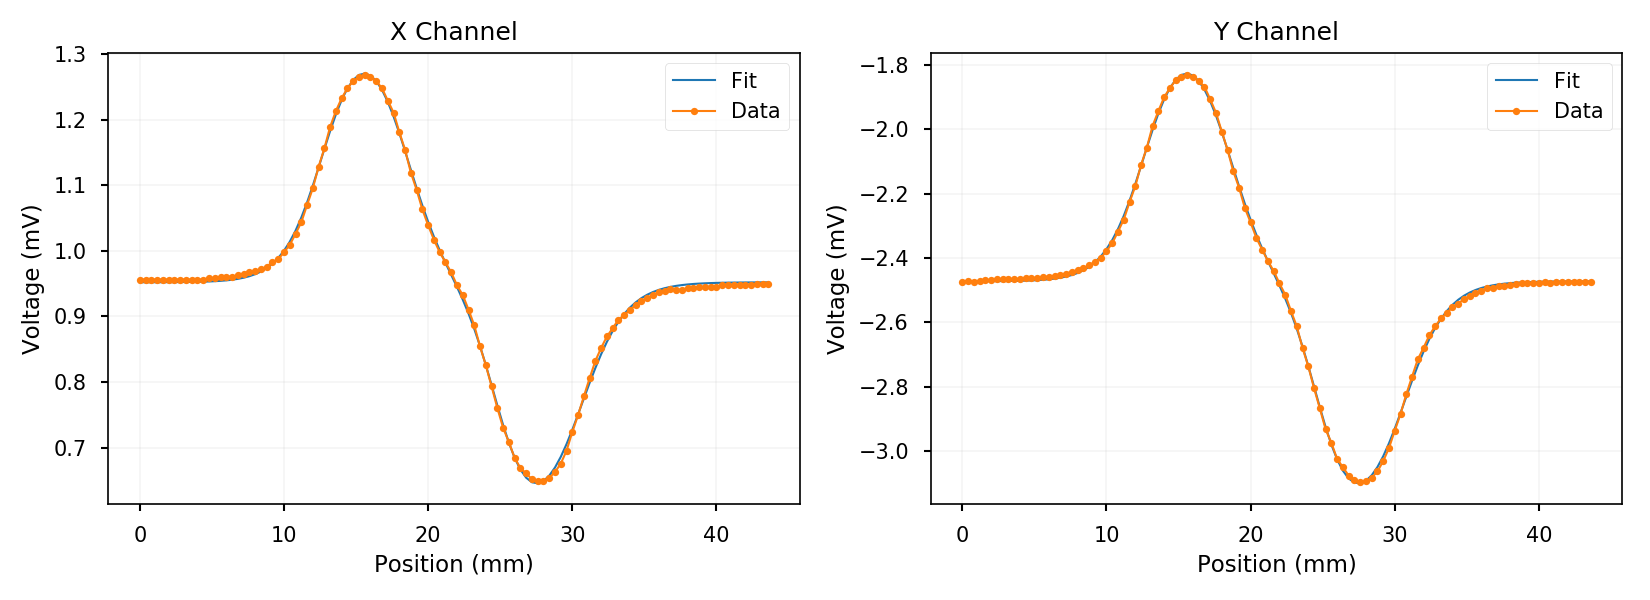 X Channel
Voltage (mV)
1.3
1.2
1.1
1.0
0.9
0.8
0.7
0
10
20
30
40
Position (mm)
Fit
Data
Y Channel
Voltage (mV)
−1.8
−2.0
−2.2
−2.4
−2.6
−2.8
−3.0
0
10
20
30
40
Position (mm)
Fit
Data